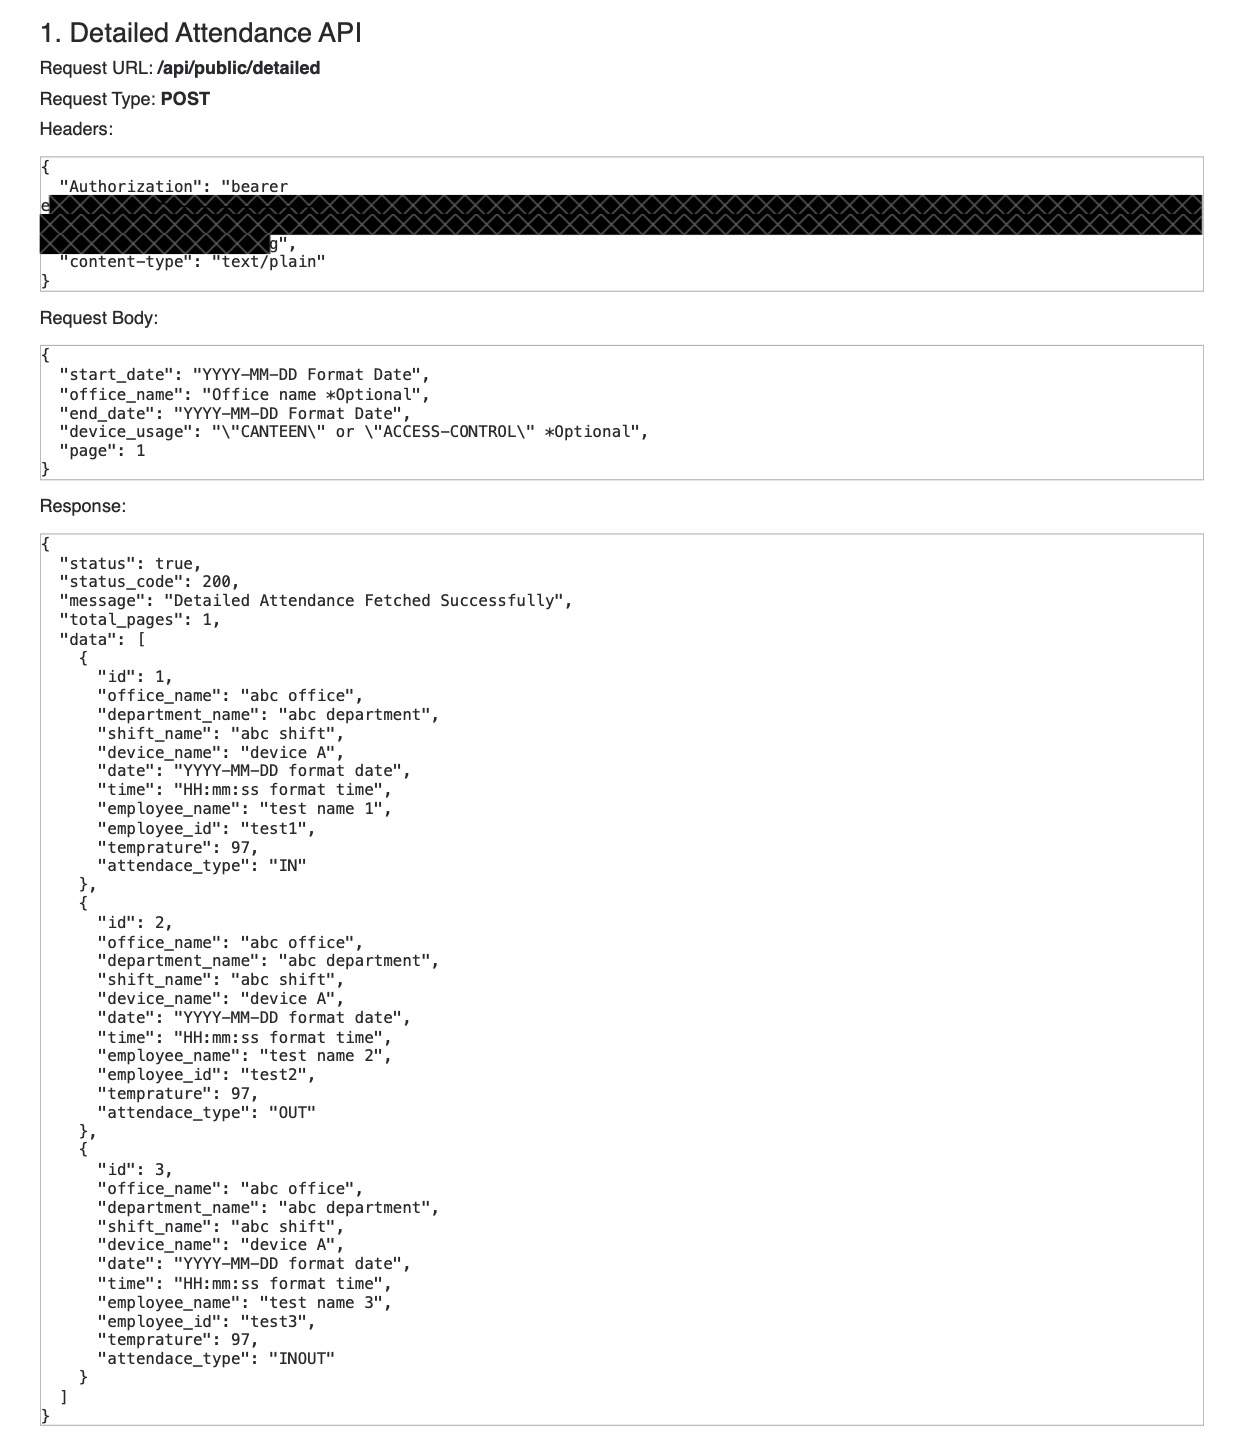 1. Detailed Attendance API
Request URL: /api/public/detailed
Request Type: POST
Headers:
{
  "Authorization": "bearer
e
g",
  "content-type": "text/plain"
}
Request Body:
{
  "start_date": "YYYY-MM-DD Format Date",
  "office_name": "Office name *Optional",
  "end_date": "YYYY-MM-DD Format Date",
  "device_usage": "\"CANTEEN\" or \"ACCESS-CONTROL\" *Optional",
  "page": 1
}
Response:
{
  "status": true,
  "status_code": 200,
  "message": "Detailed Attendance Fetched Successfully",
  "total_pages": 1,
  "data": [
    {
      "id": 1,
      "office_name": "abc office",
      "department_name": "abc department",
      "shift_name": "abc shift",
      "device_name": "device A",
      "date": "YYYY-MM-DD format date",
      "time": "HH:mm:ss format time",
      "employee_name": "test name 1",
      "employee_id": "test1",
      "temprature": 97,
      "attendace_type": "IN"
    },
    {
      "id": 2,
      "office_name": "abc office",
      "department_name": "abc department",
      "shift_name": "abc shift",
      "device_name": "device A",
      "date": "YYYY-MM-DD format date",
      "time": "HH:mm:ss format time",
      "employee_name": "test name 2",
      "employee_id": "test2",
      "temprature": 97,
      "attendace_type": "OUT"
    },
    {
      "id": 3,
      "office_name": "abc office",
      "department_name": "abc department",
      "shift_name": "abc shift",
      "device_name": "device A",
      "date": "YYYY-MM-DD format date",
      "time": "HH:mm:ss format time",
      "employee_name": "test name 3",
      "employee_id": "test3",
      "temprature": 97,
      "attendace_type": "INOUT"
    }
  ]
}